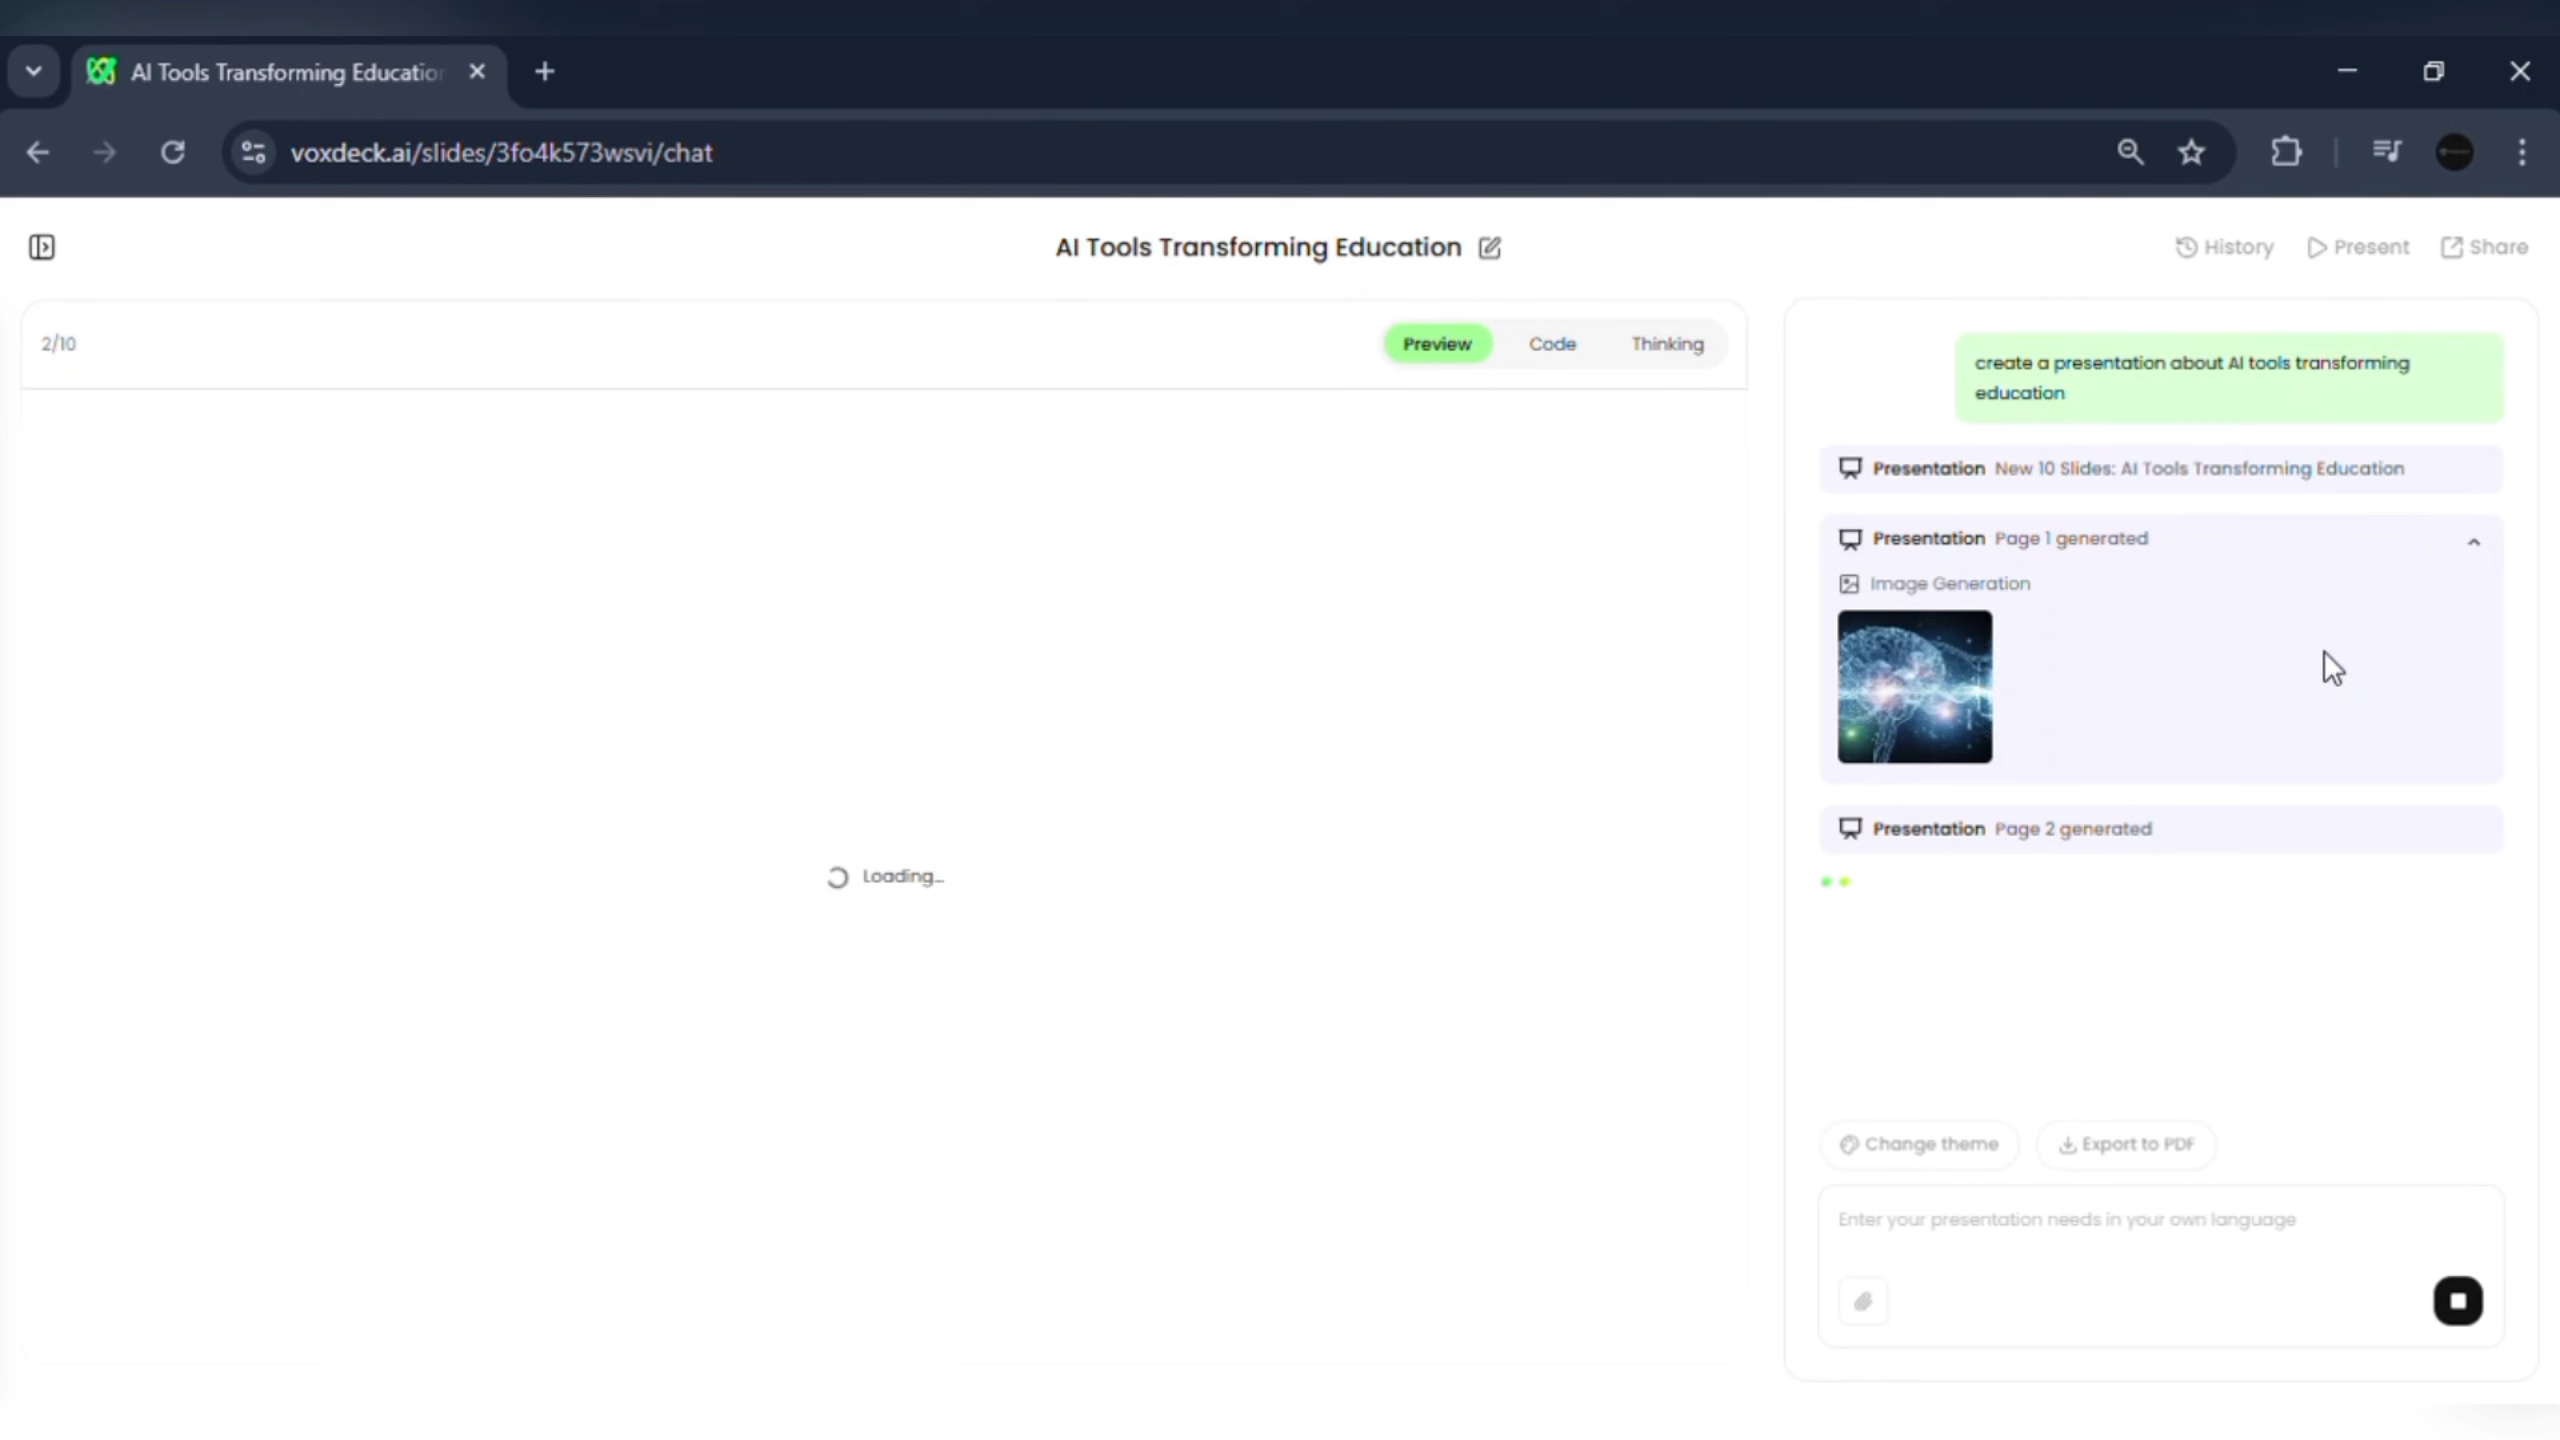 AI Tools Transforming Education
voxdeck.ai/slides/3fo4k573wsvi/chat
AI Tools Transforming Education
History
Present
Share
2/10
Preview
Code
Thinking
create a presentation about AI tools transforming
education
Presentation New 10 Slides: AI Tools Transforming Education
Presentation Page 1 generated
Image Generation
Presentation Page 2 generated
Loading...
Change theme
Export to PDF
Enter your presentation needs in your own language